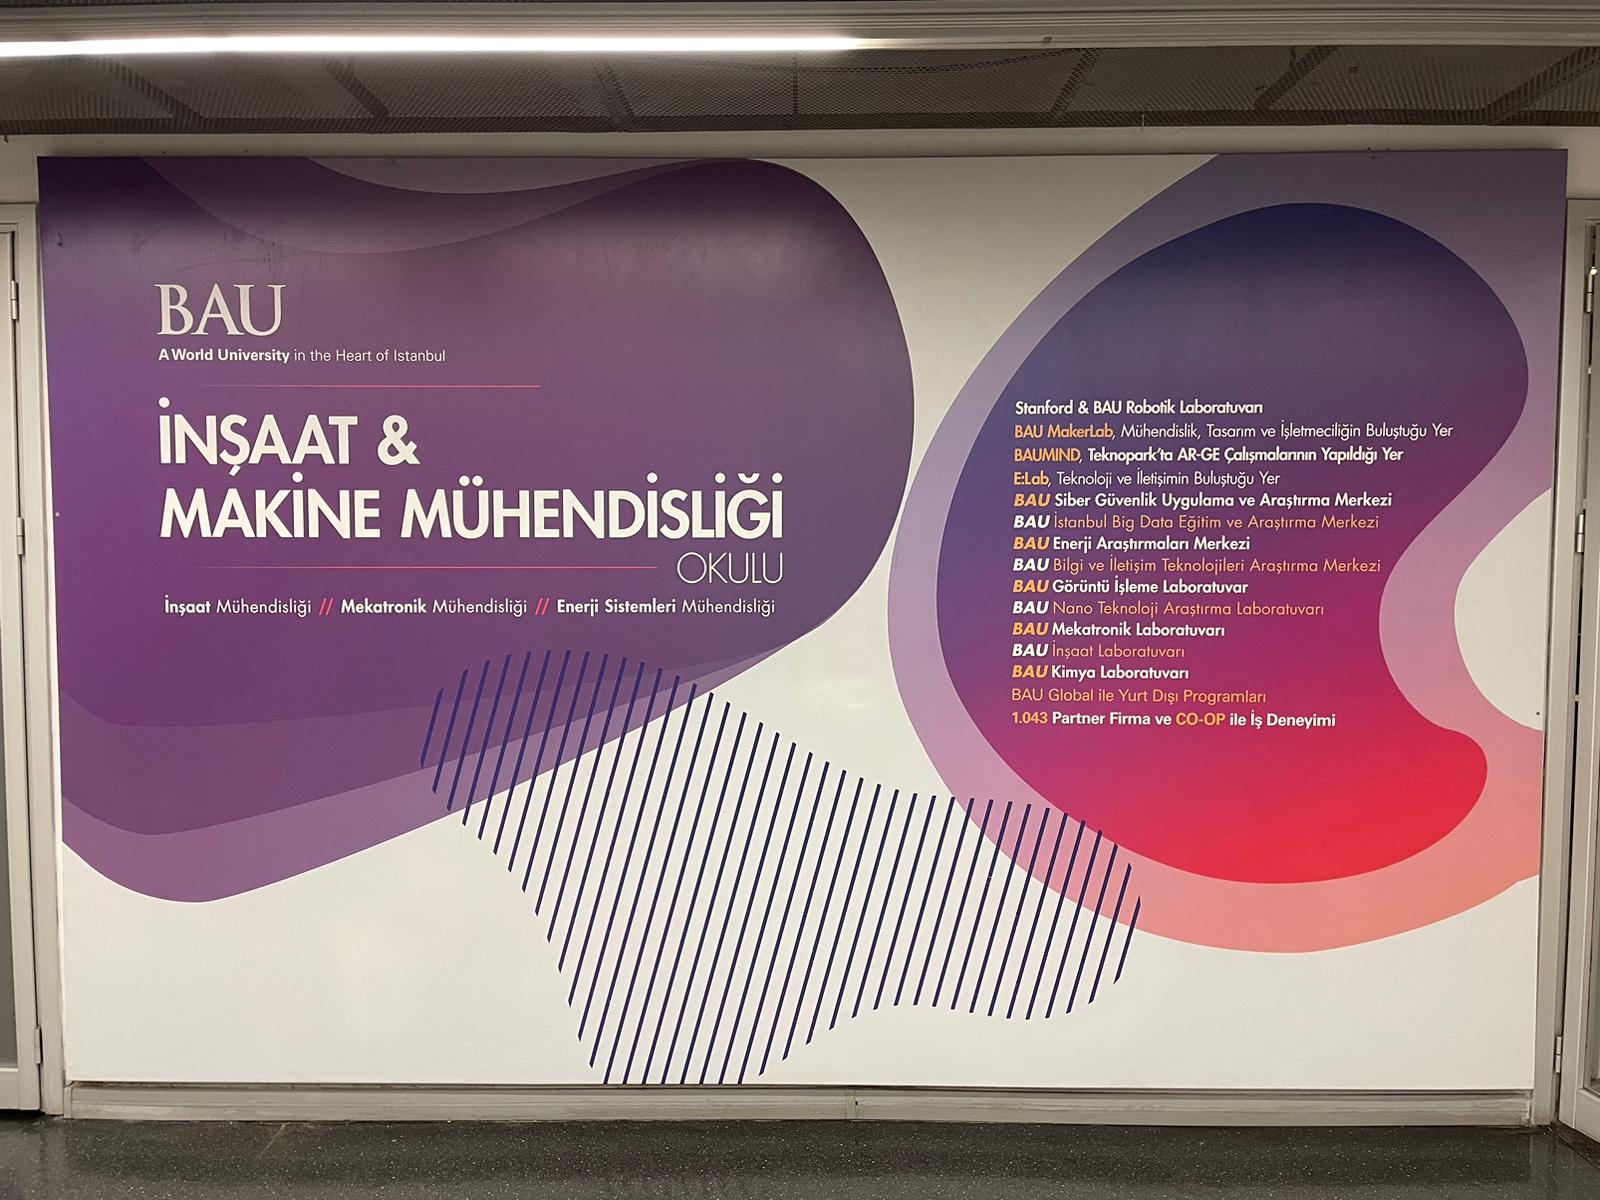 BAU
A World University in the Heart of Istanbul
İNŞAAT &
MAKİNE MÜHENDİSLİĞİ
OKULU
İnşaat Mühendisliği // Mekatronik Mühendisliği // Enerji Sistemleri Mühendisliği
Stanford & BAU Robotik Laboratuvarı
BAU MakerLab, Mühendislik, Tasarım ve İşletmeciliğin Buluştuğu Yer
BAUMIND, Teknopark'ta AR-GE Çalışmalarının Yapıldığı Yer
E:Lab, Teknoloji ve İletişimin Buluştuğu Yer
BAU Siber Güvenlik Uygulama ve Araştırma Merkezi
BAU İstanbul Big Data Eğitim ve Araştırma Merkezi
BAU Enerji Araştırmaları Merkezi
BAU Bilgi ve İletişim Teknolojileri Araştırma Merkezi
BAU Görüntü İşleme Laboratuvar
BAU Nano Teknoloji Araştırma Laboratuvarı
BAU Mekatronik Laboratuvarı
BAU İnşaat Laboratuvarı
BAU Kimya Laboratuvarı
BAU Global ile Yurt Dışı Programları
1.043 Partner Firma ve CO-OP ile İş Deneyimi